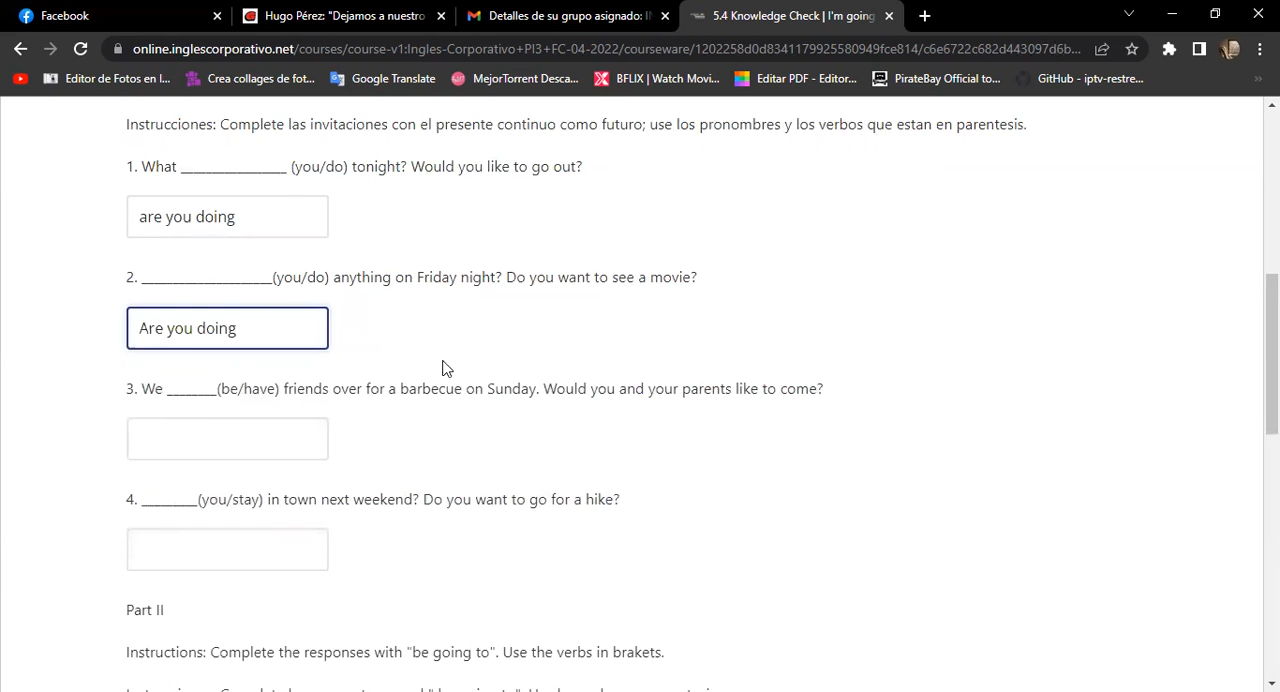 Facebook
Hugo Pérez: "Dejamos a nuestro
Detalles de su grupo asignado:
5.4 Knowledge Check | I'm going
online.inglescorporativo.net/courses/course-v1:Ingles-Corporativo+PI3+FC-04-2022/courseware/1202258d0d8341179925580949fce814/c6e6722c682d443097d6b...
Editor de Fotos en l...
Crea collages de fot...
Google Translate
MejorTorrent Desca...
BFLIX | Watch Movi...
Editar PDF - Editor...
PirateBay Official to...
GitHub - iptv-restre...
Instrucciones: Complete las invitaciones con el presente continuo como futuro; use los pronombres y los verbos que estan en parentesis.
1. What ________________ (you/do) tonight? Would you like to go out?
are you doing
2. ____________________(you/do) anything on Friday night? Do you want to see a movie?
Are you doing
3. We _______(be/have) friends over for a barbecue on Sunday. Would you and your parents like to come?
4. ________(you/stay) in town next weekend? Do you want to go for a hike?
Part II
Instructions: Complete the responses with "be going to". Use the verbs in brakets.